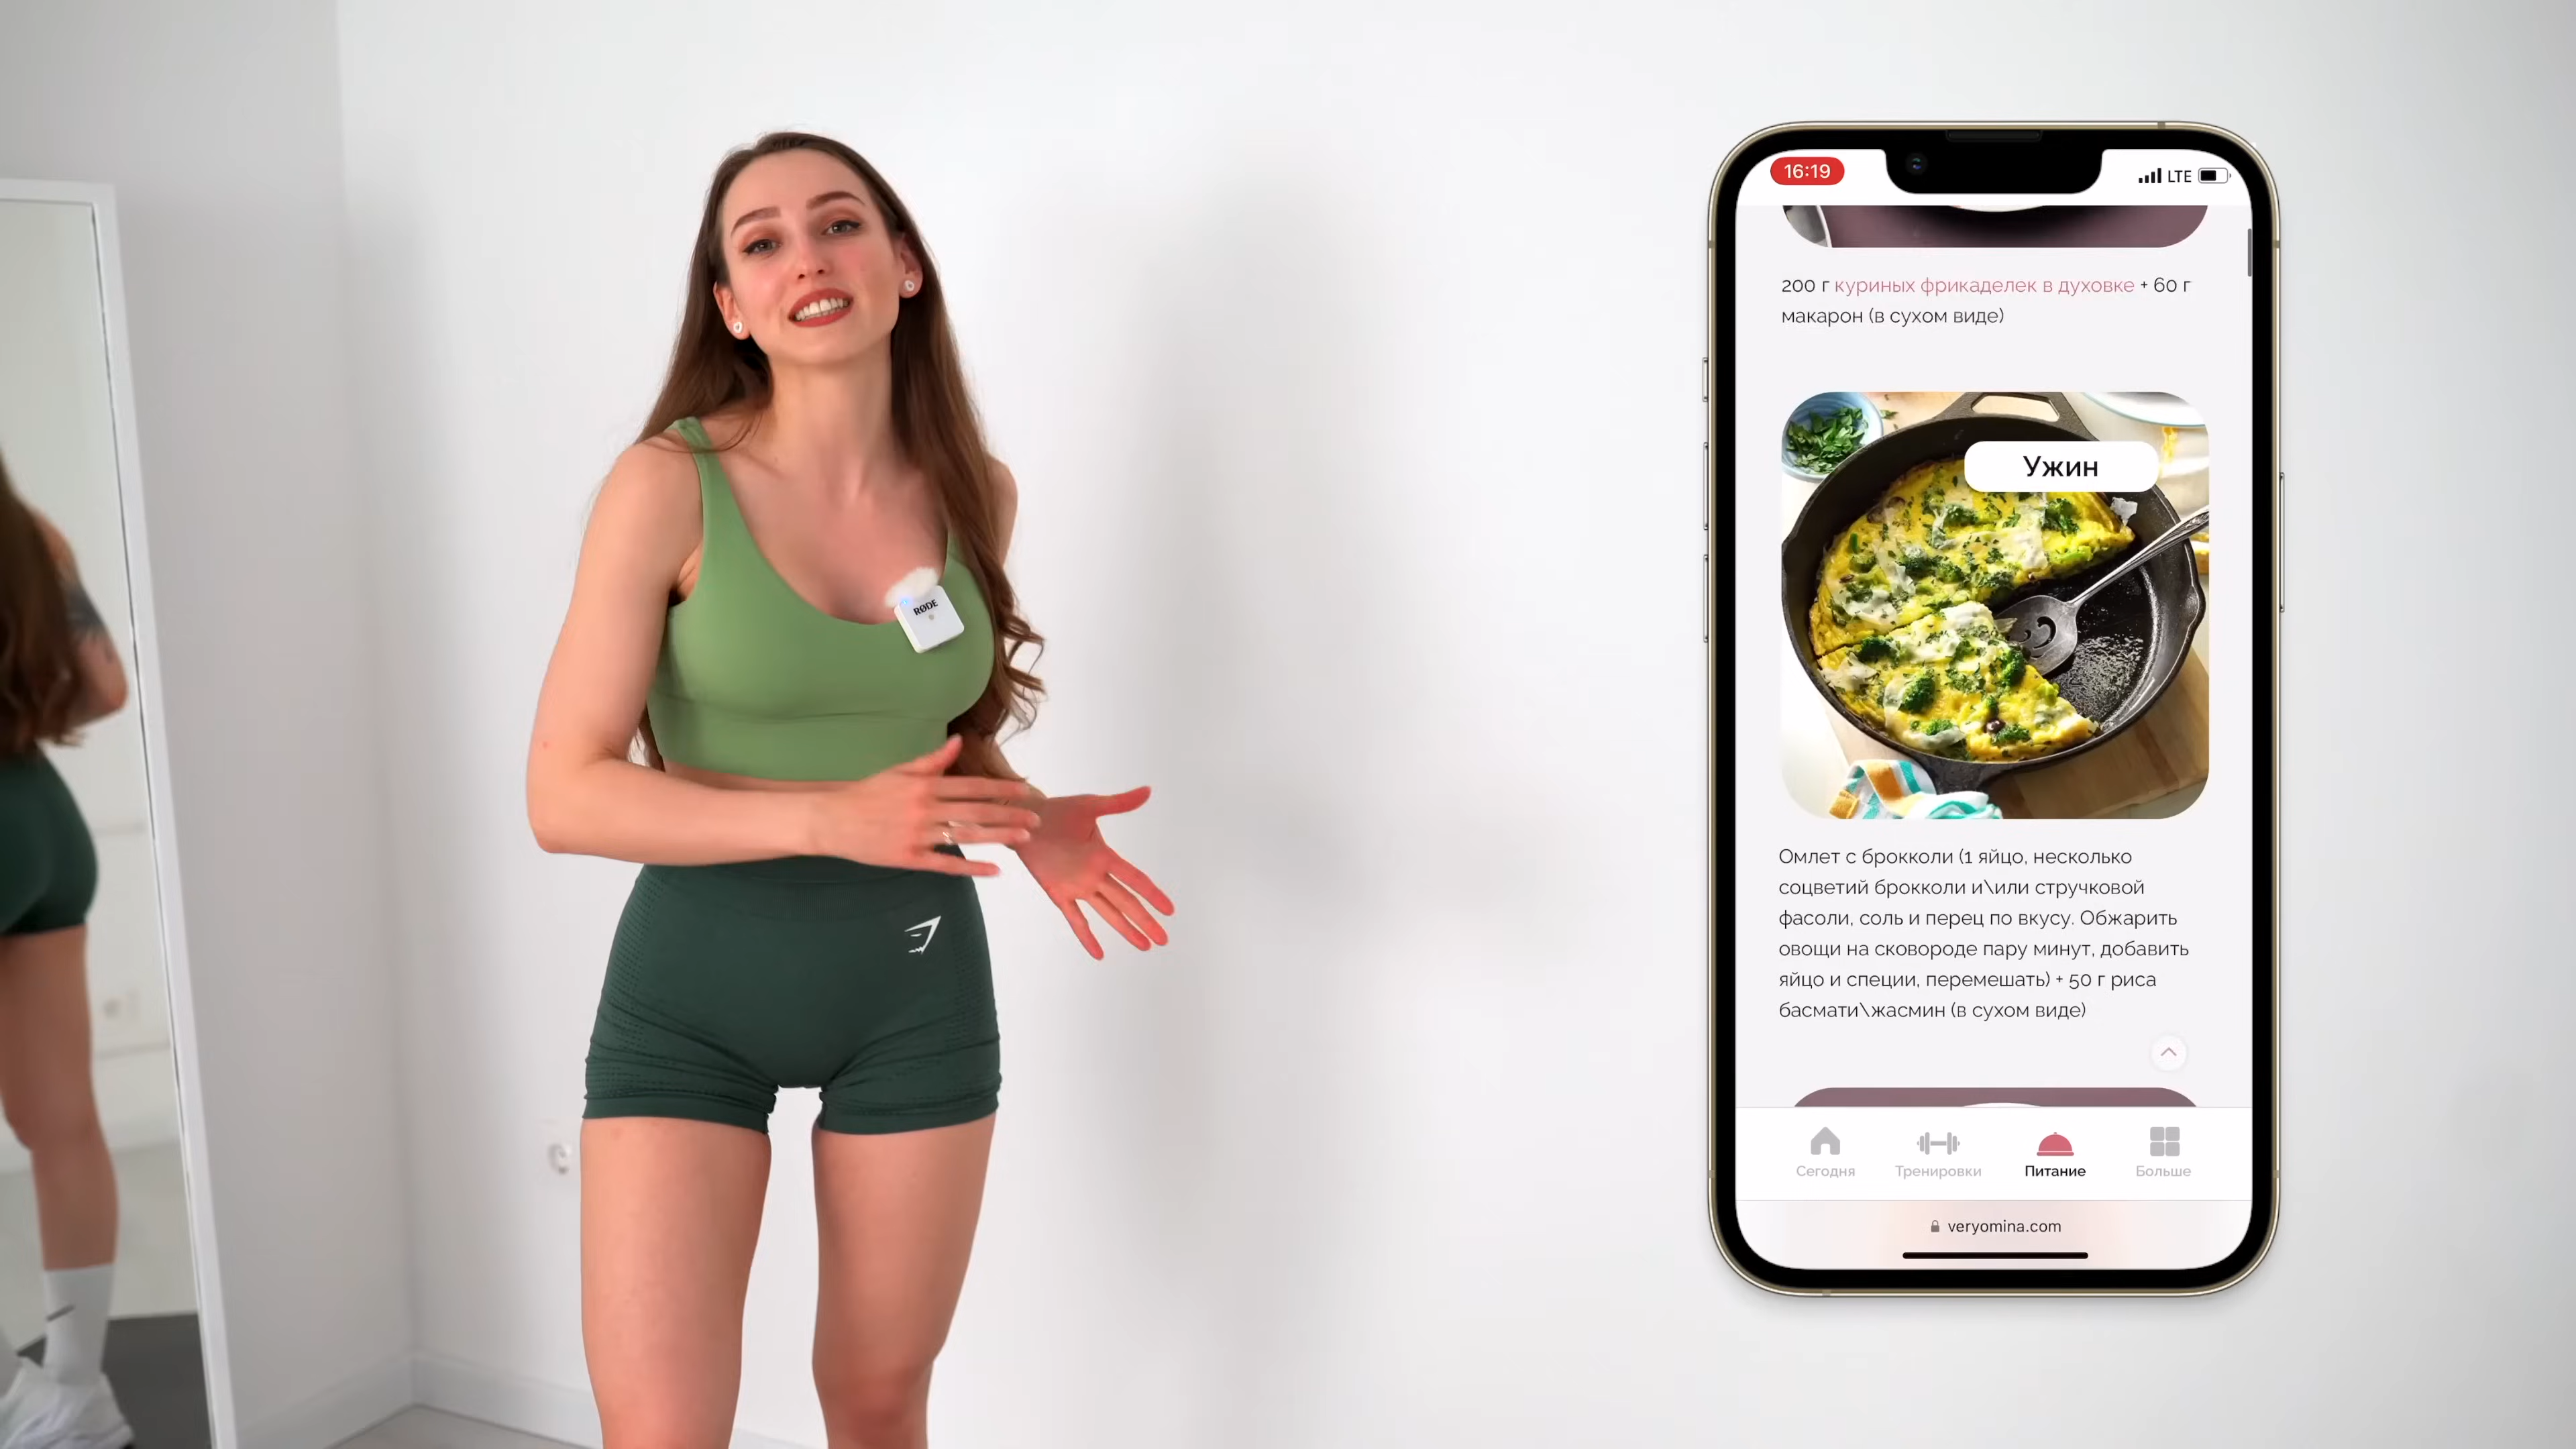 RØDE
16:19
LTE
200 г куриных фрикаделек в духовке + 60 г
макарон (в сухом виде)
Ужин
Омлет с брокколи (1 яйцо, несколько
соцветий брокколи и\или стручковой
фасоли, соль и перец по вкусу. Обжарить
овощи на сковороде пару минут, добавить
яйцо и специи, перемешать) + 50 г риса
басмати\жасмин (в сухом виде)
Сегодня
Тренировки
Питание
Больше
veryomina.com